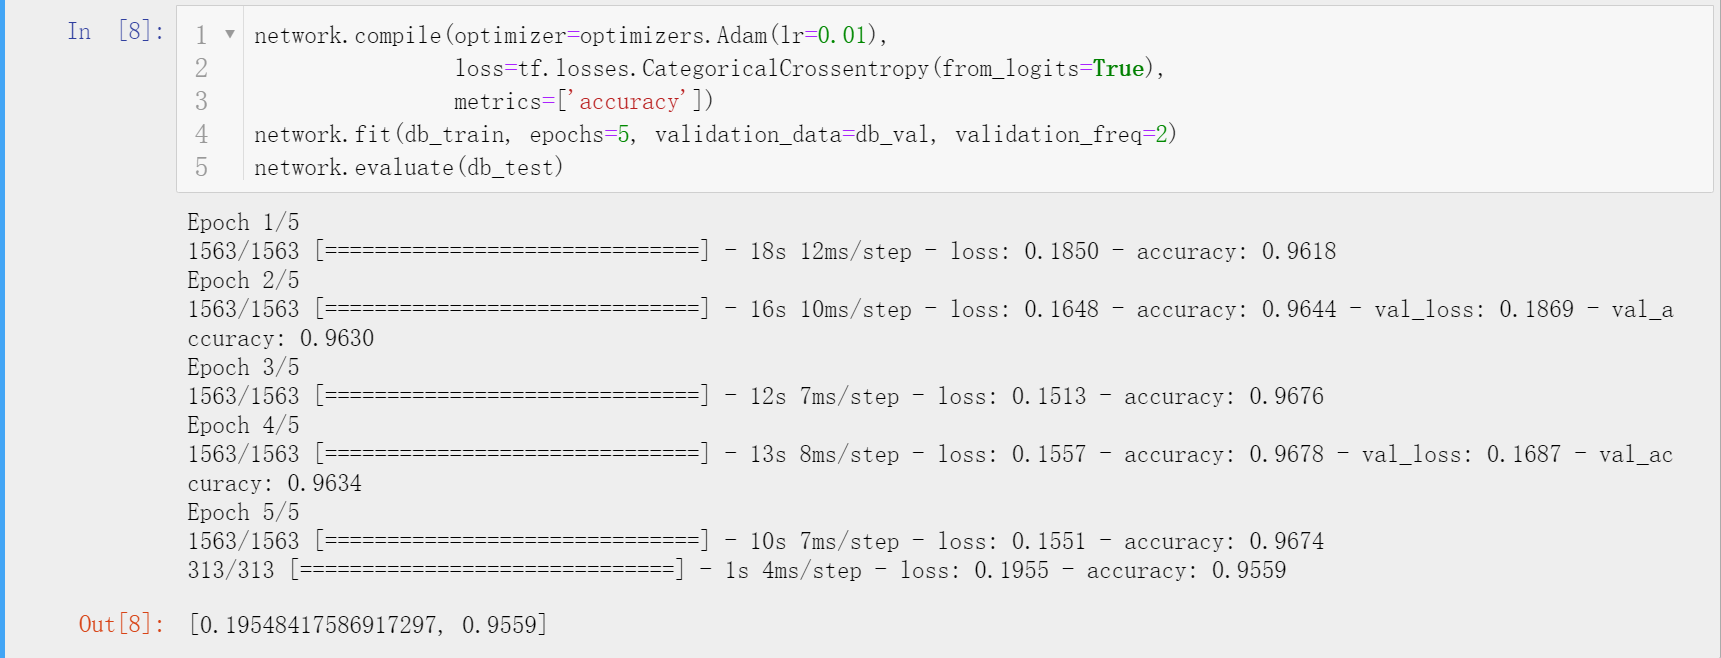 In [8]:
1 ▼ network.compile(optimizer=optimizers.Adam(lr=0.01),
2 loss=tf.losses.CategoricalCrossentropy(from_logits=True),
3 metrics=['accuracy'])
4 network.fit(db_train, epochs=5, validation_data=db_val, validation_freq=2)
5 network.evaluate(db_test)
Epoch 1/5
1563/1563 [==============================] - 18s 12ms/step - loss: 0.1850 - accuracy: 0.9618
Epoch 2/5
1563/1563 [==============================] - 16s 10ms/step - loss: 0.1648 - accuracy: 0.9644 - val_loss: 0.1869 - val_a
ccuracy: 0.9630
Epoch 3/5
1563/1563 [==============================] - 12s 7ms/step - loss: 0.1513 - accuracy: 0.9676
Epoch 4/5
1563/1563 [==============================] - 13s 8ms/step - loss: 0.1557 - accuracy: 0.9678 - val_loss: 0.1687 - val_ac
curacy: 0.9634
Epoch 5/5
1563/1563 [==============================] - 10s 7ms/step - loss: 0.1551 - accuracy: 0.9674
313/313 [==============================] - 1s 4ms/step - loss: 0.1955 - accuracy: 0.9559
Out[8]: [0.19548417586917297, 0.9559]